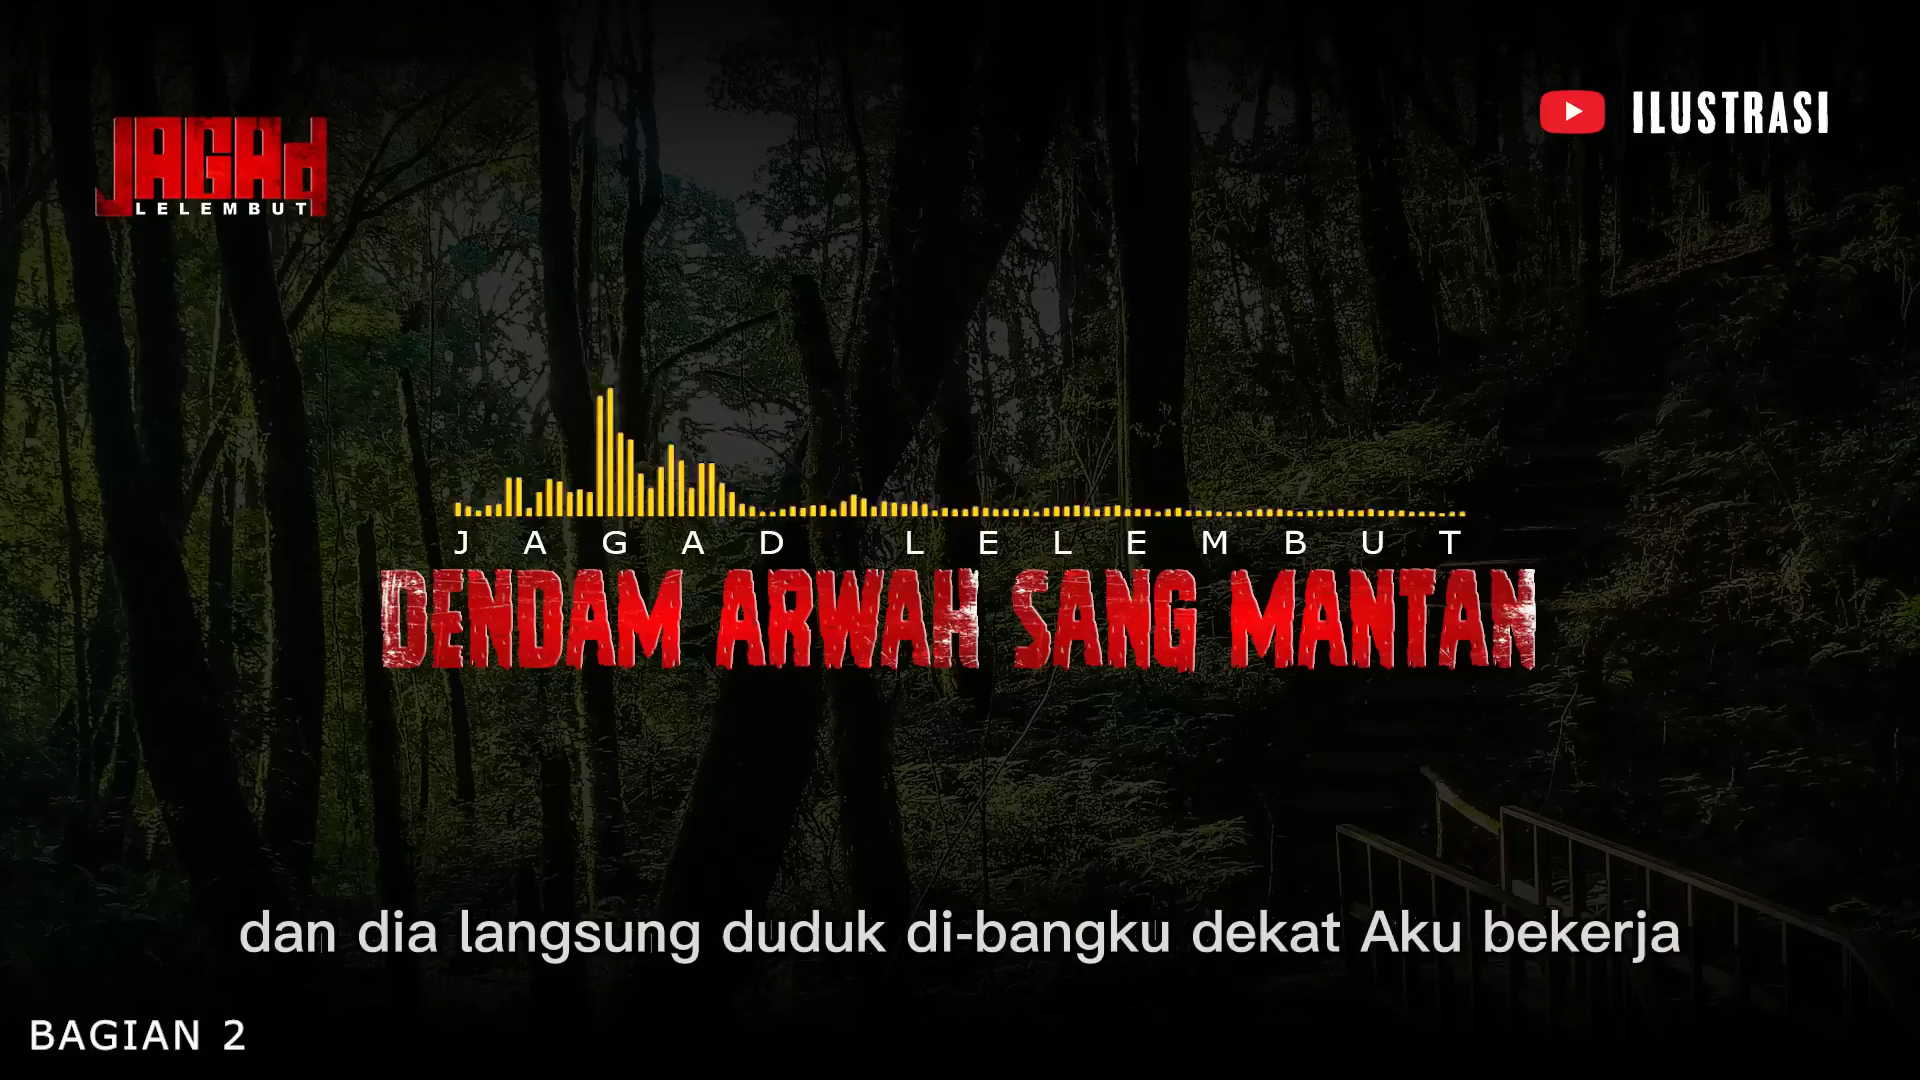 JAGAd
LELEMBUT
ILUSTRASI
JAGAD LELEMBUT
DENDAM ARWAH SANG MANTAN
dan dia langsung duduk di-bangku dekat Aku bekerja
BAGIAN 2